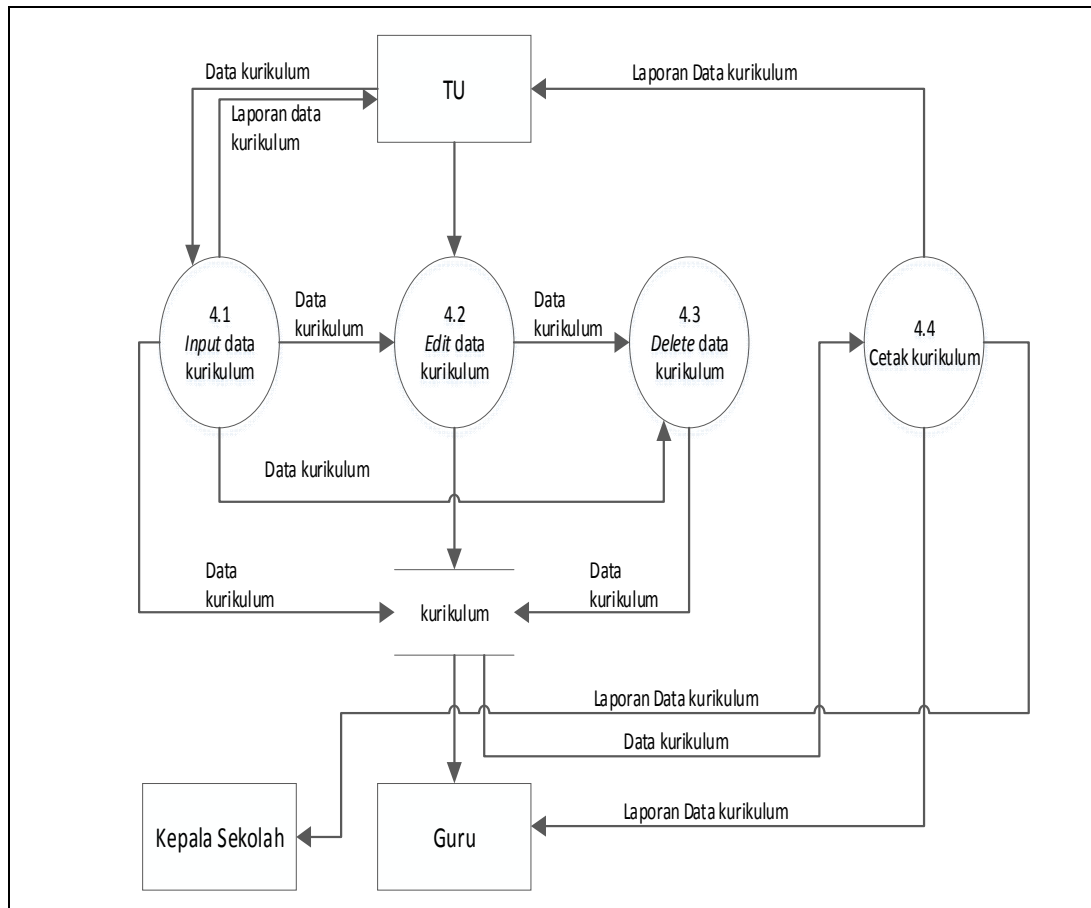 Data kurikulum
TU
Laporan Data kurikulum
Laporan data
kurikulum
4.1
Input data
kurikulum
Data
kurikulum
4.2
Edit data
kurikulum
Data
kurikulum
4.3
Delete data
kurikulum
4.4
Cetak kurikulum
Data kurikulum
Data
kurikulum
kurikulum
Data
kurikulum
Laporan Data kurikulum
Data kurikulum
Laporan Data kurikulum
Kepala Sekolah
Guru